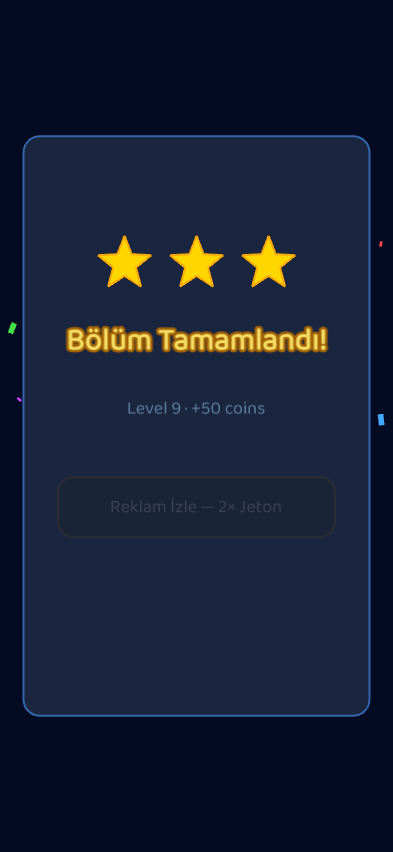 Bölüm Tamamlandı!
Level 9 · +50 coins
Reklam İzle — 2× Jeton